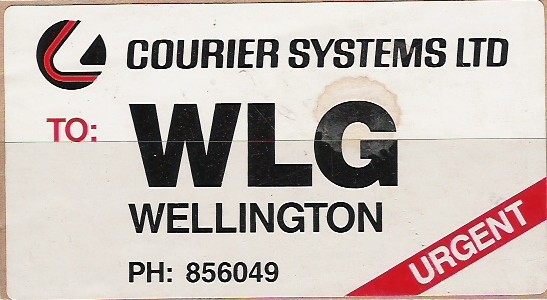 COURIER SYSTEMS LTD
TO:
WLG
WELLINGTON
PH: 856049
URGENT